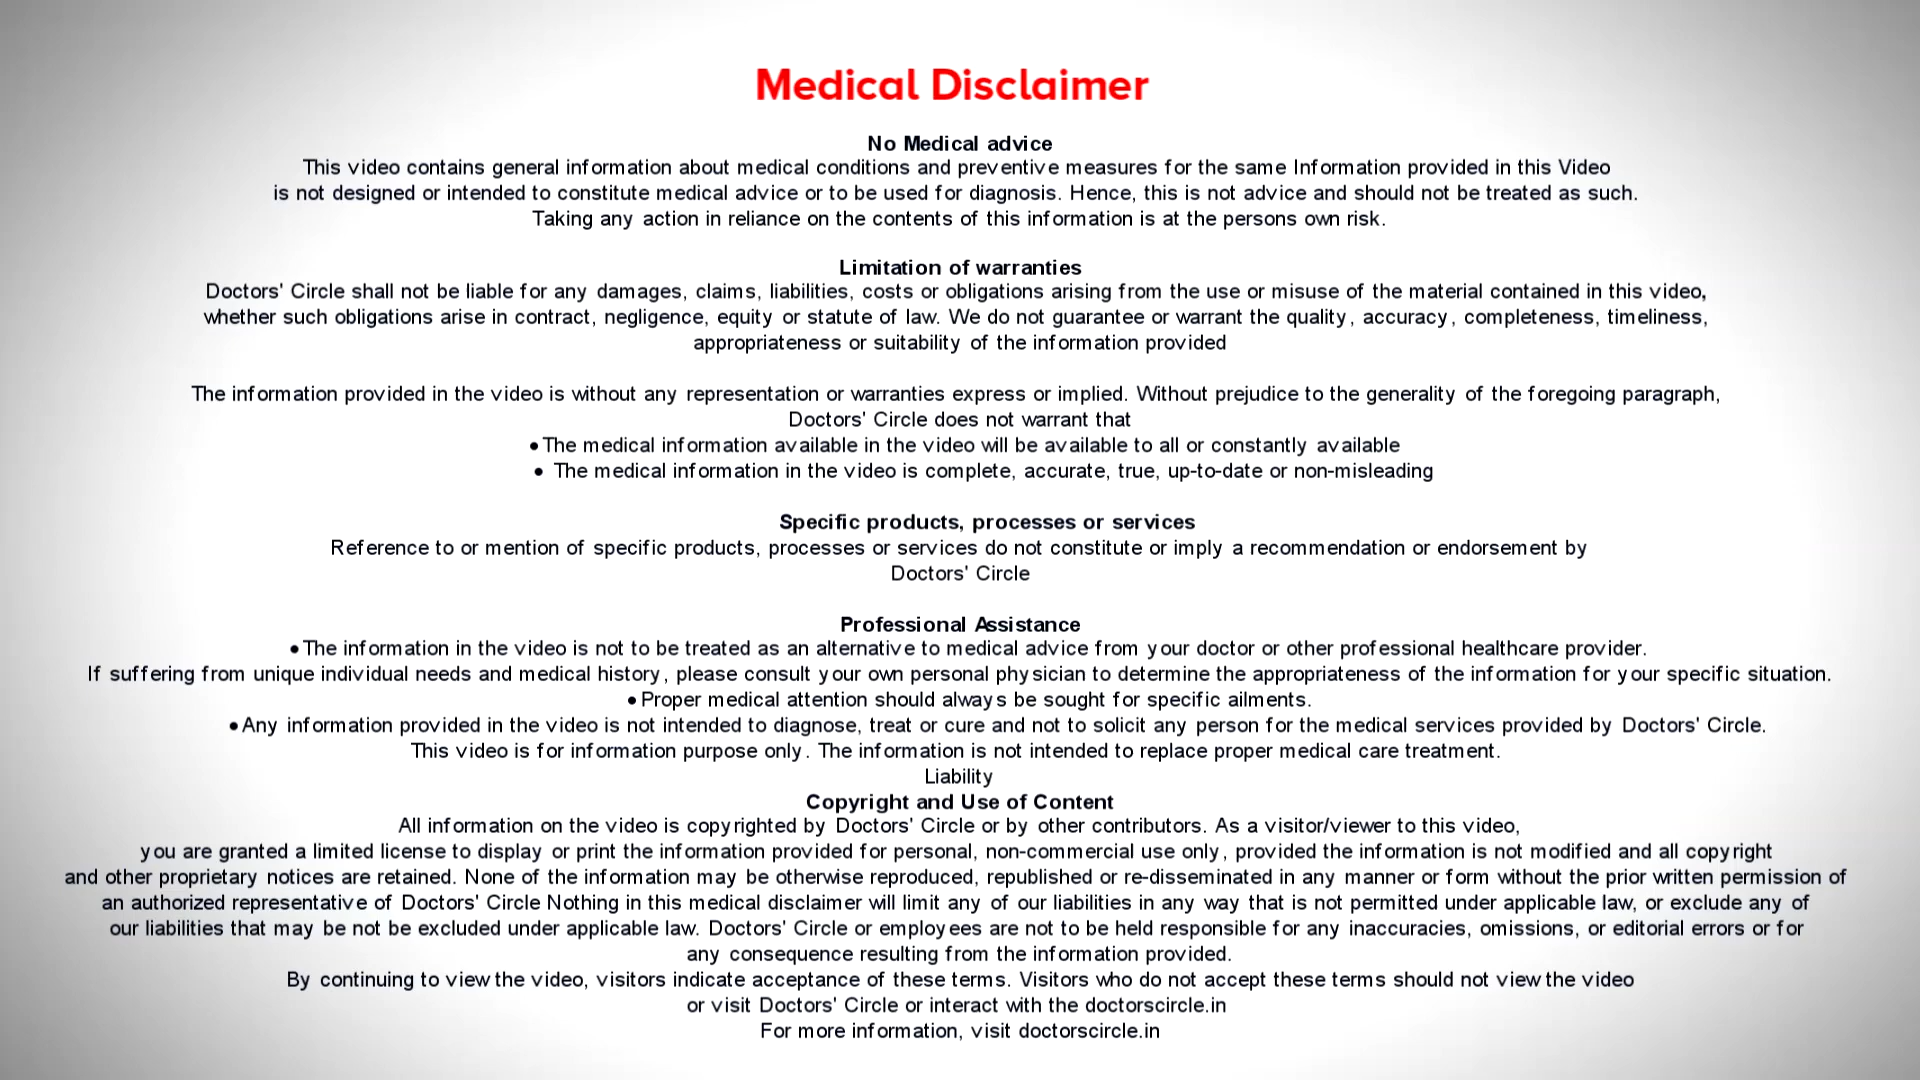 Medical Disclaimer
No Medical advice
This video contains general information about medical conditions and preventive measures for the same Information provided in this Video
is not designed or intended to constitute medical advice or to be used for diagnosis. Hence, this is not advice and should not be treated as such.
Taking any action in reliance on the contents of this information is at the persons own risk.
Limitation of warranties
Doctors' Circle shall not be liable for any damages, claims, liabilities, costs or obligations arising from the use or misuse of the material contained in this video,
whether such obligations arise in contract, negligence, equity or statute of law. We do not guarantee or warrant the quality, accuracy, completeness, timeliness,
appropriateness or suitability of the information provided
The information provided in the video is without any representation or warranties express or implied. Without prejudice to the generality of the foregoing paragraph,
Doctors' Circle does not warrant that
• The medical information available in the video will be available to all or constantly available
• The medical information in the video is complete, accurate, true, up-to-date or non-misleading
Specific products, processes or services
Reference to or mention of specific products, processes or services do not constitute or imply a recommendation or endorsement by
Doctors' Circle
Professional Assistance
• The information in the video is not to be treated as an alternative to medical advice from your doctor or other professional healthcare provider.
If suffering from unique individual needs and medical history, please consult your own personal physician to determine the appropriateness of the information for your specific situation.
• Proper medical attention should always be sought for specific ailments.
• Any information provided in the video is not intended to diagnose, treat or cure and not to solicit any person for the medical services provided by Doctors' Circle.
This video is for information purpose only. The information is not intended to replace proper medical care treatment.
Liability
Copyright and Use of Content
All information on the video is copyrighted by Doctors' Circle or by other contributors. As a visitor/viewer to this video,
you are granted a limited license to display or print the information provided for personal, non-commercial use only, provided the information is not modified and all copyright
and other proprietary notices are retained. None of the information may be otherwise reproduced, republished or re-disseminated in any manner or form without the prior written permission of
an authorized representative of Doctors' Circle Nothing in this medical disclaimer will limit any of our liabilities in any way that is not permitted under applicable law, or exclude any of
our liabilities that may be not be excluded under applicable law. Doctors' Circle or employees are not to be held responsible for any inaccuracies, omissions, or editorial errors or for
any consequence resulting from the information provided.
By continuing to view the video, visitors indicate acceptance of these terms. Visitors who do not accept these terms should not view the video
or visit Doctors' Circle or interact with the doctorscircle.in
For more information, visit doctorscircle.in